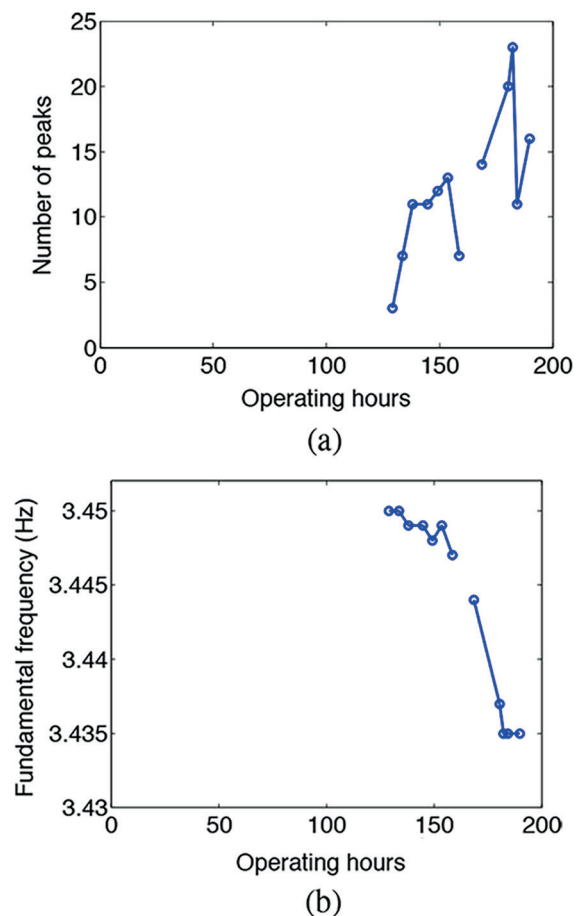 25
20
15
10
5
0
Number of peaks
0 50 100 150 200
Operating hours
(a)
3.45
3.445
3.44
3.435
3.43
Fundamental frequency (Hz)
0 50 100 150 200
Operating hours
(b)